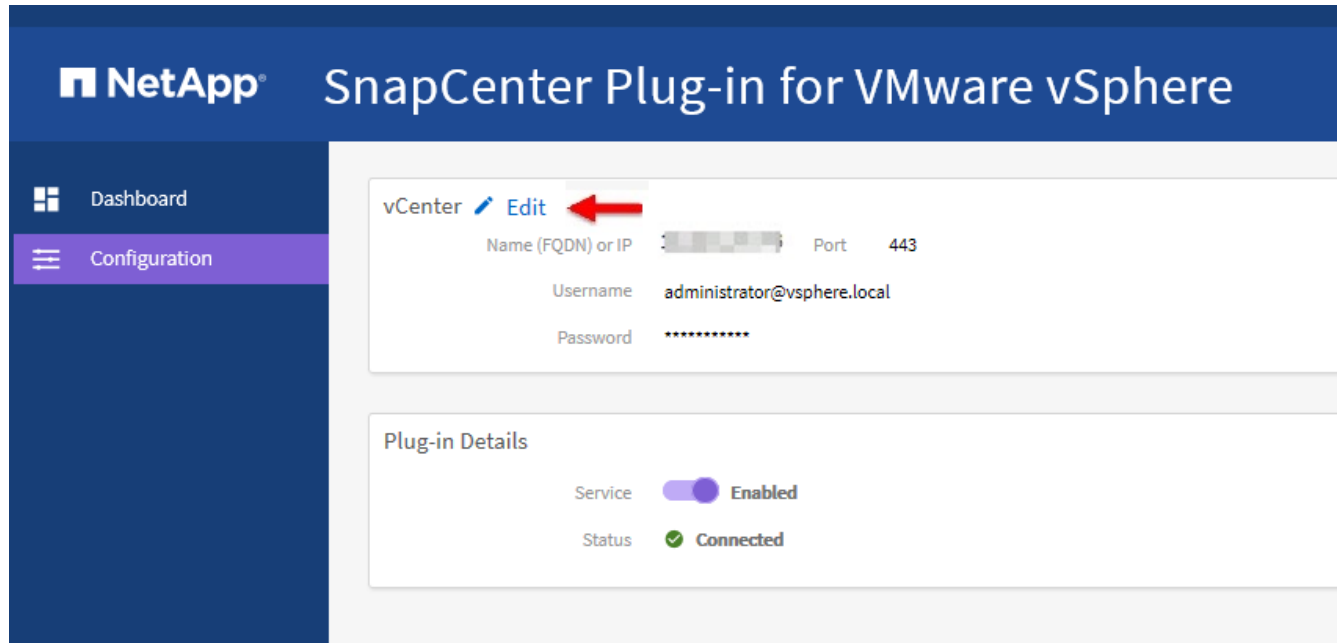 NetApp® SnapCenter Plug-in for VMware vSphere
Dashboard
Configuration
vCenter Edit
Name (FQDN) or IP Port 443
Username administrator@vsphere.local
Password ***********
Plug-in Details
Service Enabled
Status Connected